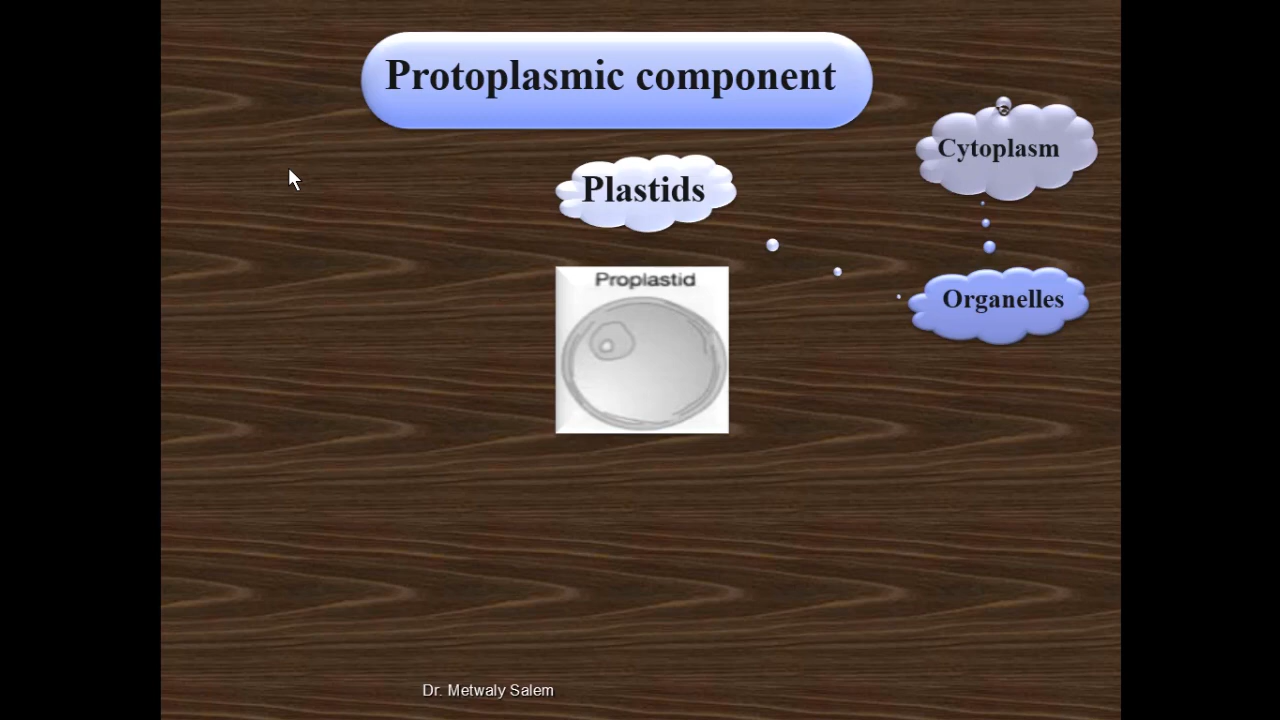 Protoplasmic component
Cytoplasm
Plastids
Proplastid
Organelles
Dr. Metwaly Salem